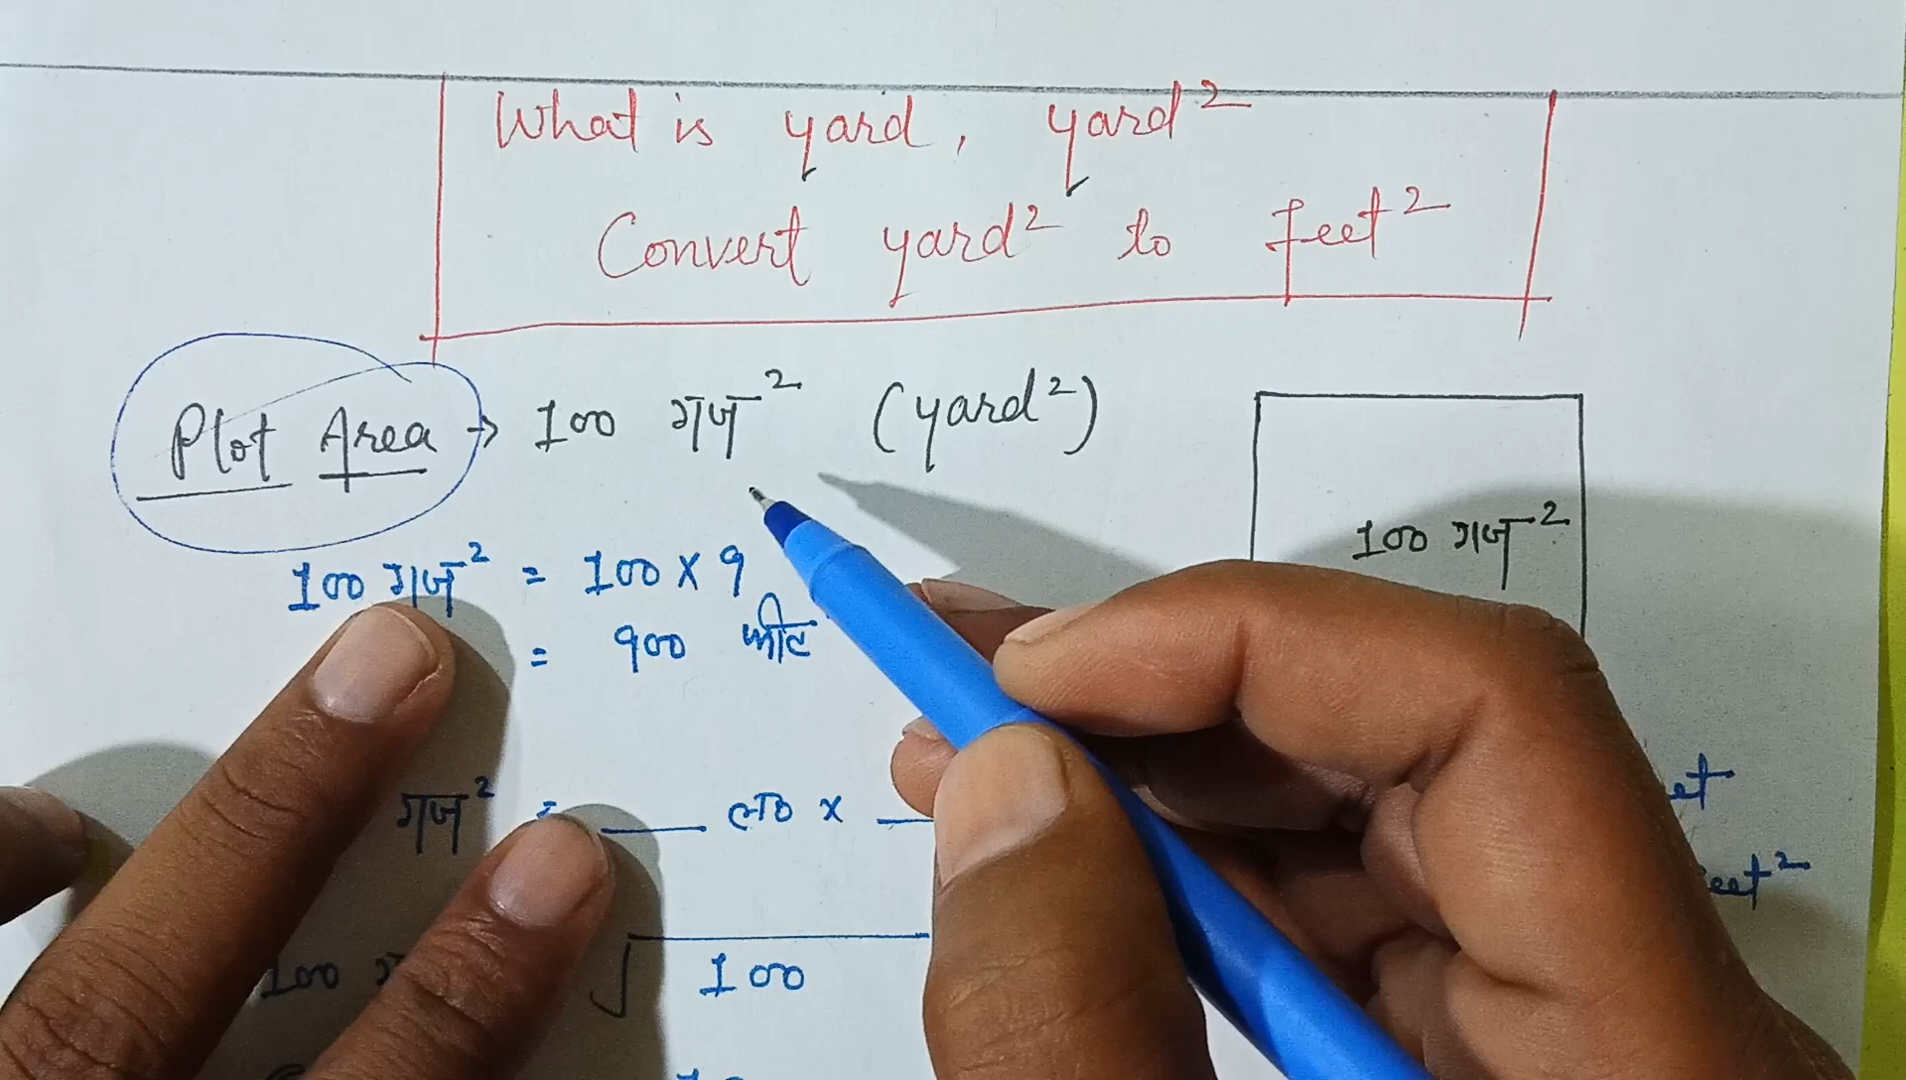 What is yard, yard²
Convert yard² to feet²
Plot Area → 100 गज² (yard²)
100 गज²
100 गज² = 100 x 9
= 900 फीट
गज² = ___ x ___
100